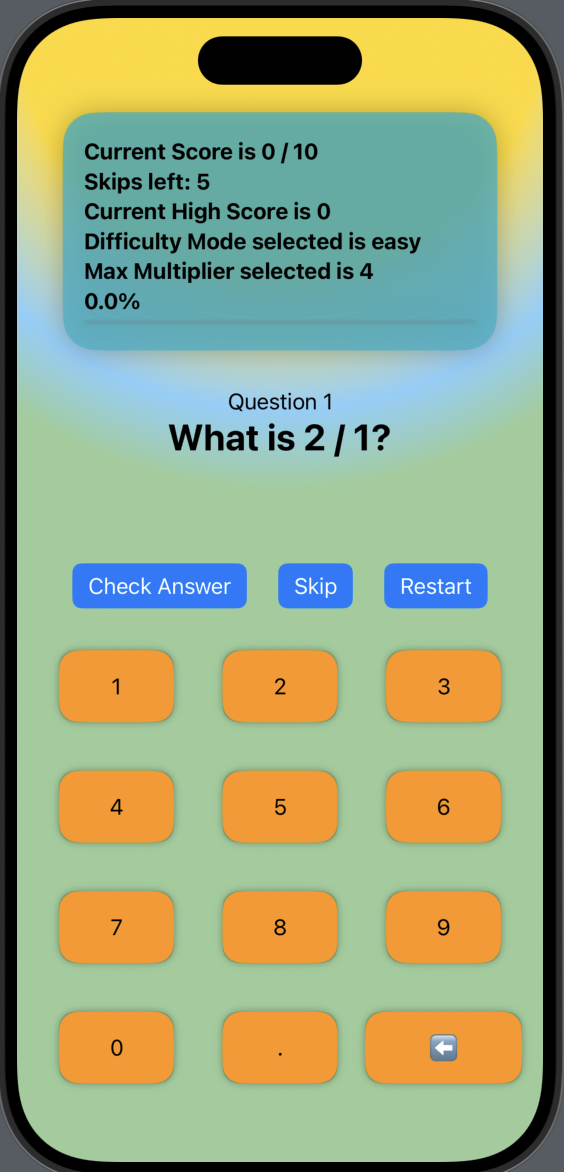 Current Score is 0 / 10
Skips left: 5
Current High Score is 0
Difficulty Mode selected is easy
Max Multiplier selected is 4
0.0%
Question 1
What is 2 / 1?
Check Answer Skip Restart
1 2 3
4 5 6
7 8 9
0 . ⬅️